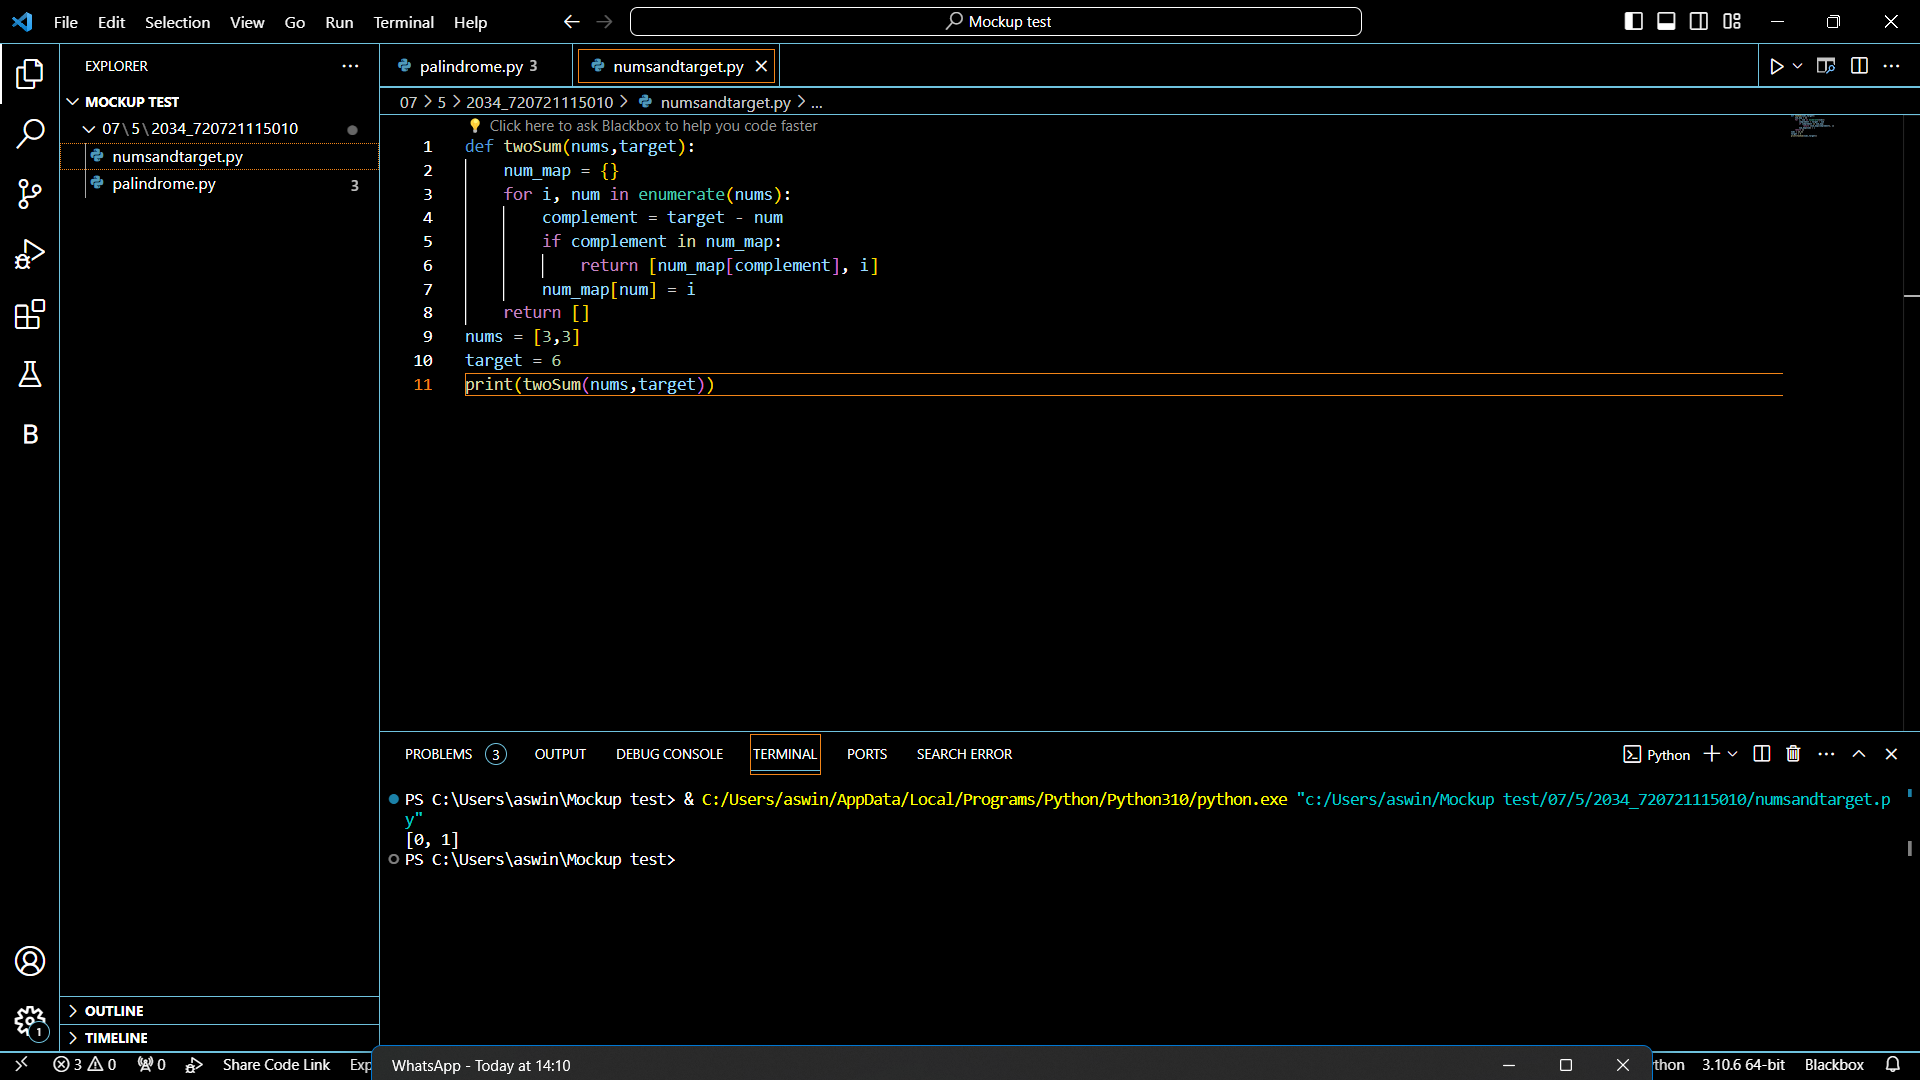 File Edit Selection View Go Run Terminal Help
Mockup test
EXPLORER
MOCKUP TEST
07\5\2034_720721115010
numsandtarget.py
palindrome.py 3
palindrome.py 3
numsandtarget.py
07 > 5 > 2034_720721115010 > numsandtarget.py > ...
Click here to ask Blackbox to help you code faster
1 def twoSum(nums,target):
2 num_map = {}
3 for i, num in enumerate(nums):
4 complement = target - num
5 if complement in num_map:
6 return [num_map[complement], i]
7 num_map[num] = i
8 return []
9 nums = [3,3]
10 target = 6
11 print(twoSum(nums,target))
PROBLEMS 3 OUTPUT DEBUG CONSOLE TERMINAL PORTS SEARCH ERROR
Python
PS C:\Users\aswin\Mockup test> & C:/Users/aswin/AppData/Local/Programs/Python/Python310/python.exe "c:/Users/aswin/Mockup test/07/5/2034_720721115010/numsandtarget.p
y"
[0, 1]
PS C:\Users\aswin\Mockup test>
B
1
OUTLINE
TIMELINE
3 0 0 Share Code Link Exp
WhatsApp - Today at 14:10
thon 3.10.6 64-bit Blackbox